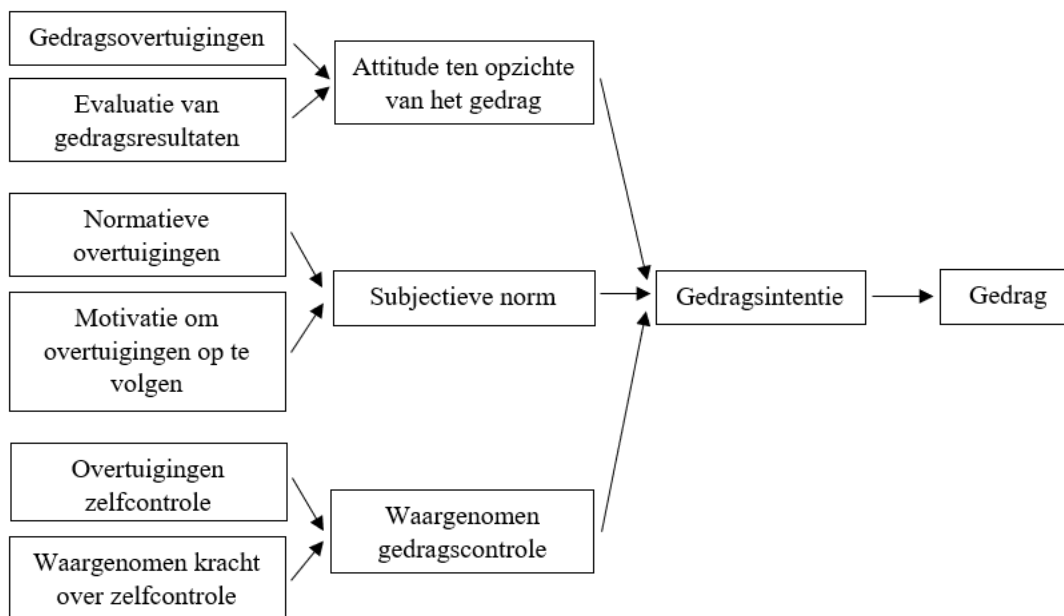 Gedragsovertuigingen
Evaluatie van
gedragsresultaten
Attitude ten opzichte
van het gedrag
Normatieve
overtuigingen
Motivatie om
overtuigingen op te
volgen
Subjectieve norm
Gedragsintentie
Gedrag
Overtuigingen
zelfcontrole
Waargenomen kracht
over zelfcontrole
Waargenomen
gedragscontrole